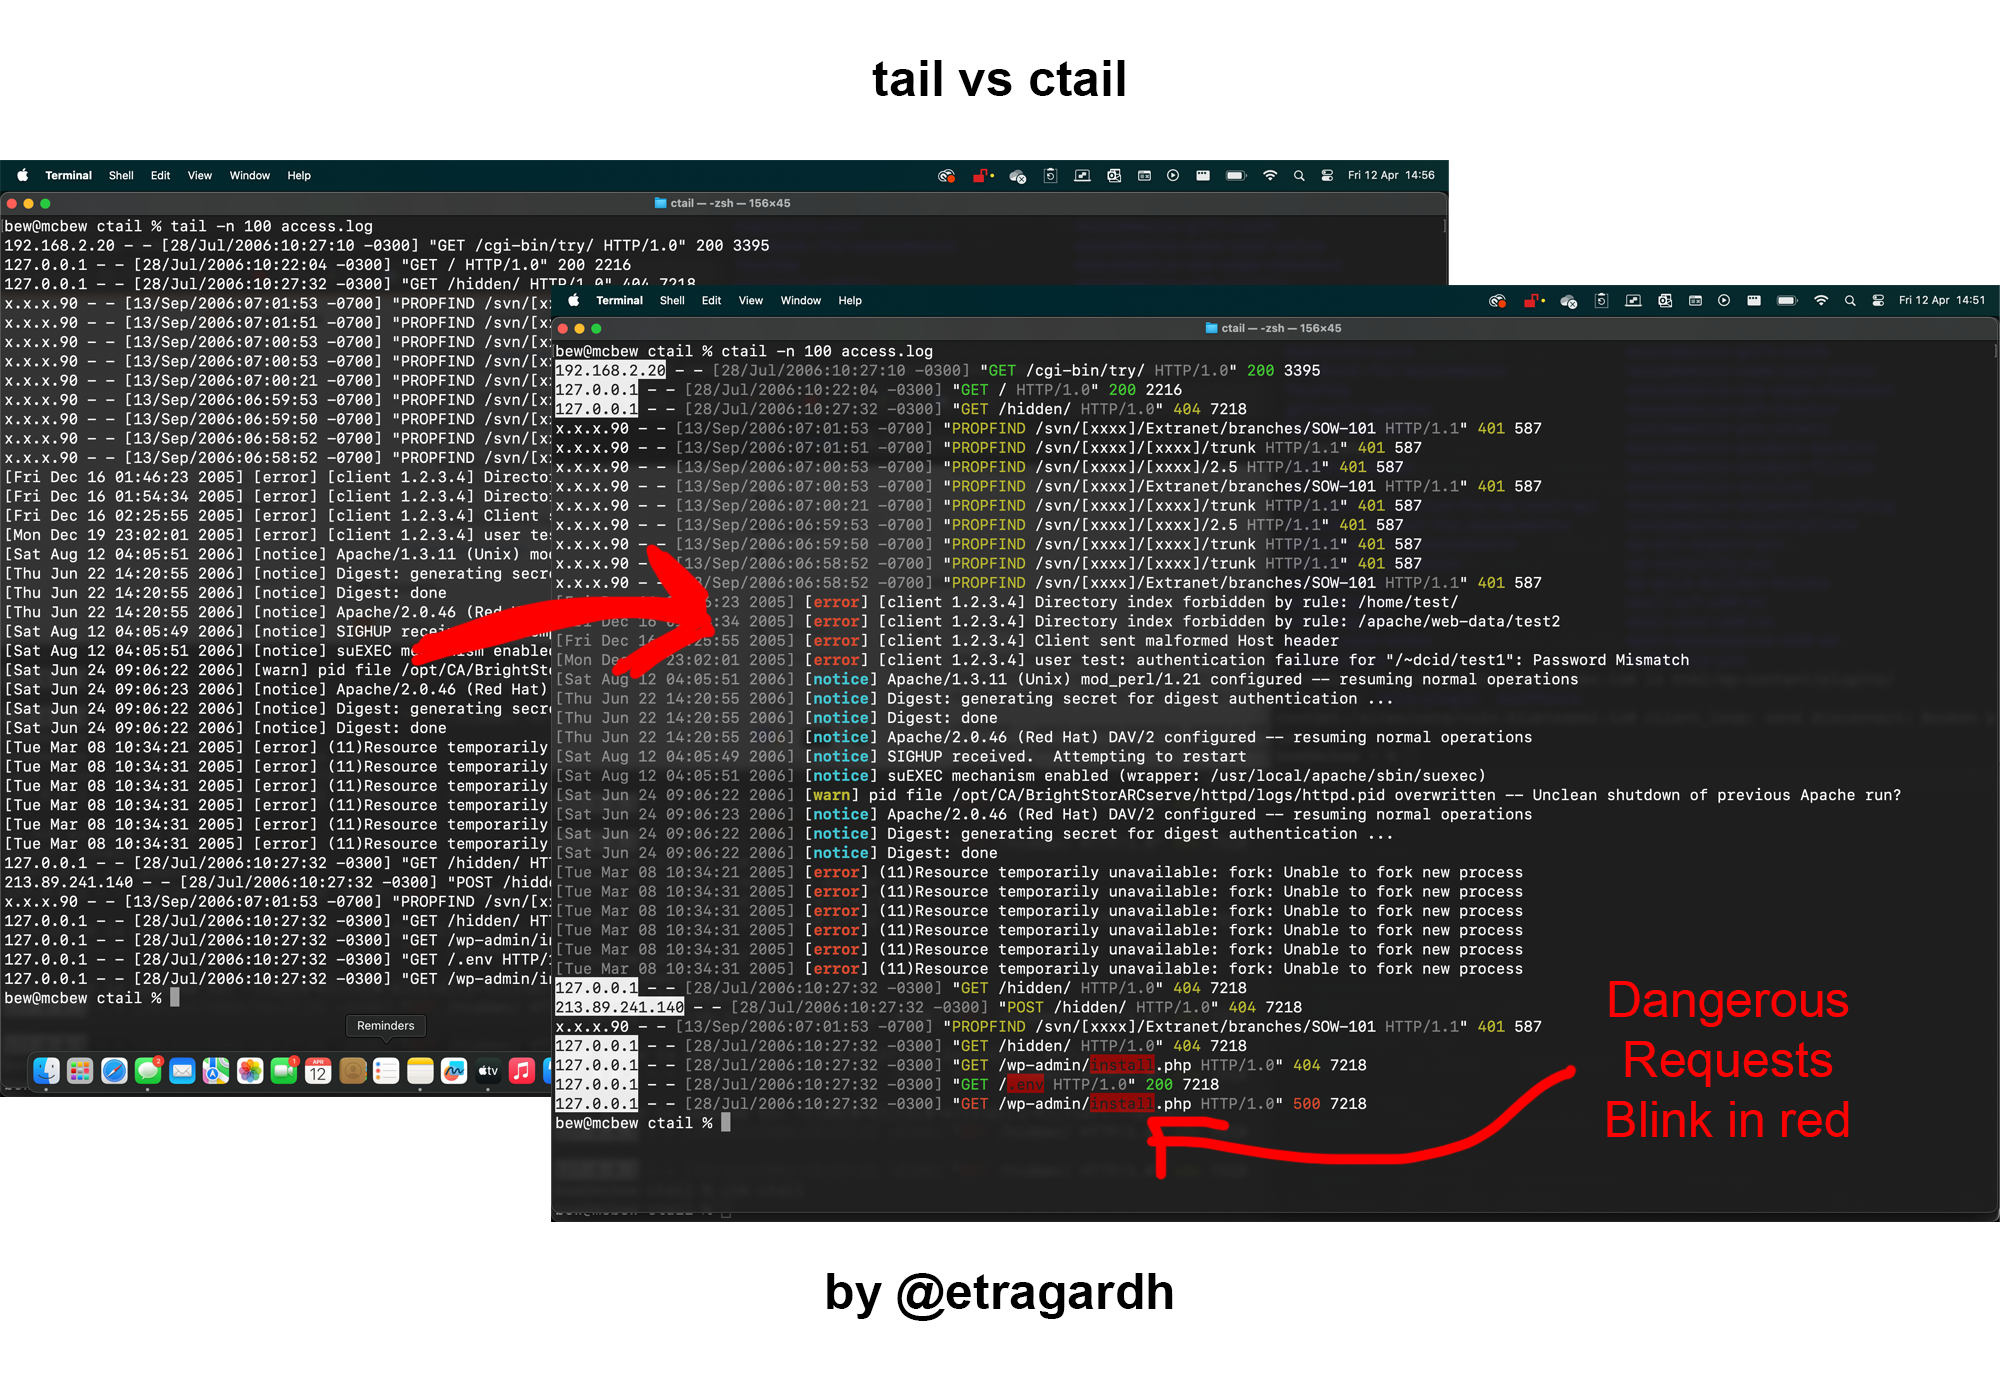 tail vs ctail
Terminal Shell Edit View Window Help Fri 12 Apr 14:56
ctail — -zsh — 156×45
bew@mcbew ctail % tail -n 100 access.log
192.168.2.20 - - [28/Jul/2006:10:27:10 -0300] "GET /cgi-bin/try/ HTTP/1.0" 200 3395
127.0.0.1 - - [28/Jul/2006:10:22:04 -0300] "GET / HTTP/1.0" 200 2216
127.0.0.1 - - [28/Jul/2006:10:27:32 -0300] "GET /hidden/ HTTP/1.0" 404 7218
x.x.x.90 - - [13/Sep/2006:07:01:53 -0700] "PROPFIND /svn/[x
x.x.x.90 - - [13/Sep/2006:07:01:51 -0700] "PROPFIND /svn/[x
x.x.x.90 - - [13/Sep/2006:07:00:53 -0700] "PROPFIND /svn/[x
x.x.x.90 - - [13/Sep/2006:07:00:53 -0700] "PROPFIND /svn/[x
x.x.x.90 - - [13/Sep/2006:07:00:21 -0700] "PROPFIND /svn/[x
x.x.x.90 - - [13/Sep/2006:06:59:53 -0700] "PROPFIND /svn/[x
x.x.x.90 - - [13/Sep/2006:06:59:50 -0700] "PROPFIND /svn/[x
x.x.x.90 - - [13/Sep/2006:06:58:52 -0700] "PROPFIND /svn/[x
x.x.x.90 - - [13/Sep/2006:06:58:52 -0700] "PROPFIND /svn/[x
[Fri Dec 16 01:46:23 2005] [error] [client 1.2.3.4] Directo
[Fri Dec 16 01:54:34 2005] [error] [client 1.2.3.4] Directo
[Fri Dec 16 02:25:55 2005] [error] [client 1.2.3.4] Client
[Mon Dec 19 23:02:01 2005] [error] [client 1.2.3.4] user te
[Sat Aug 12 04:05:51 2006] [notice] Apache/1.3.11 (Unix) mo
[Thu Jun 22 14:20:55 2006] [notice] Digest: generating secr
[Thu Jun 22 14:20:55 2006] [notice] Digest: done
[Thu Jun 22 14:20:55 2006] [notice] Apache/2.0.46 (Red H
[Sat Aug 12 04:05:49 2006] [notice] SIGHUP rece
[Sat Aug 12 04:05:51 2006] [notice] suEXEC enabled
[Sat Jun 24 09:06:22 2006] [warn] pid file /opt/CA/BrightSto
[Sat Jun 24 09:06:23 2006] [notice] Apache/2.0.46 (Red Hat)
[Sat Jun 24 09:06:22 2006] [notice] Digest: generating secr
[Sat Jun 24 09:06:22 2006] [notice] Digest: done
[Tue Mar 08 10:34:21 2005] [error] (11)Resource temporarily
[Tue Mar 08 10:34:31 2005] [error] (11)Resource temporarily
[Tue Mar 08 10:34:31 2005] [error] (11)Resource temporarily
[Tue Mar 08 10:34:31 2005] [error] (11)Resource temporarily
[Tue Mar 08 10:34:31 2005] [error] (11)Resource temporarily
[Tue Mar 08 10:34:31 2005] [error] (11)Resource temporarily
127.0.0.1 - - [28/Jul/2006:10:27:32 -0300] "GET /hidden/ HT
213.89.241.140 - - [28/Jul/2006:10:27:32 -0300] "POST /hidd
x.x.x.90 - - [13/Sep/2006:07:01:53 -0700] "PROPFIND /svn/[x
127.0.0.1 - - [28/Jul/2006:10:27:32 -0300] "GET /hidden/ HT
127.0.0.1 - - [28/Jul/2006:10:27:32 -0300] "GET /wp-admin/i
127.0.0.1 - - [28/Jul/2006:10:27:32 -0300] "GET /.env HTTP/
127.0.0.1 - - [28/Jul/2006:10:27:32 -0300] "GET /wp-admin/i
bew@mcbew ctail %
Reminders
2
1
APR
12
tv
Terminal Shell Edit View Window Help Fri 12 Apr 14:51
ctail — -zsh — 156×45
bew@mcbew ctail % ctail -n 100 access.log
192.168.2.20 - - [28/Jul/2006:10:27:10 -0300] "GET /cgi-bin/try/ HTTP/1.0" 200 3395
127.0.0.1 - - [28/Jul/2006:10:22:04 -0300] "GET / HTTP/1.0" 200 2216
127.0.0.1 - - [28/Jul/2006:10:27:32 -0300] "GET /hidden/ HTTP/1.0" 404 7218
x.x.x.90 - - [13/Sep/2006:07:01:53 -0700] "PROPFIND /svn/[xxxx]/Extranet/branches/SOW-101 HTTP/1.1" 401 587
x.x.x.90 - - [13/Sep/2006:07:01:51 -0700] "PROPFIND /svn/[xxxx]/[xxxx]/trunk HTTP/1.1" 401 587
x.x.x.90 - - [13/Sep/2006:07:00:53 -0700] "PROPFIND /svn/[xxxx]/[xxxx]/2.5 HTTP/1.1" 401 587
x.x.x.90 - - [13/Sep/2006:07:00:53 -0700] "PROPFIND /svn/[xxxx]/Extranet/branches/SOW-101 HTTP/1.1" 401 587
x.x.x.90 - - [13/Sep/2006:07:00:21 -0700] "PROPFIND /svn/[xxxx]/[xxxx]/trunk HTTP/1.1" 401 587
x.x.x.90 - - [13/Sep/2006:06:59:53 -0700] "PROPFIND /svn/[xxxx]/[xxxx]/2.5 HTTP/1.1" 401 587
x.x.x.90 - - [13/Sep/2006:06:59:50 -0700] "PROPFIND /svn/[xxxx]/[xxxx]/trunk HTTP/1.1" 401 587
x.x.x.90 - - [13/Sep/2006:06:58:52 -0700] "PROPFIND /svn/[xxxx]/[xxxx]/trunk HTTP/1.1" 401 587
x.x.x.90 - - 3/Sep/2006:06:58:52 -0700] "PROPFIND /svn/[xxxx]/Extranet/branches/SOW-101 HTTP/1.1" 401 587
[Fri D 6:23 2005] [error] [client 1.2.3.4] Directory index forbidden by rule: /home/test/
[Fri Dec 16 0 :34 2005] [error] [client 1.2.3.4] Directory index forbidden by rule: /apache/web-data/test2
[Fri Dec 16 25:55 2005] [error] [client 1.2.3.4] Client sent malformed Host header
[Mon De 23:02:01 2005] [error] [client 1.2.3.4] user test: authentication failure for "/~dcid/test1": Password Mismatch
[Sat Aug 12 04:05:51 2006] [notice] Apache/1.3.11 (Unix) mod_perl/1.21 configured -- resuming normal operations
[Thu Jun 22 14:20:55 2006] [notice] Digest: generating secret for digest authentication ...
[Thu Jun 22 14:20:55 2006] [notice] Digest: done
[Thu Jun 22 14:20:55 2006] [notice] Apache/2.0.46 (Red Hat) DAV/2 configured -- resuming normal operations
[Sat Aug 12 04:05:49 2006] [notice] SIGHUP received.  Attempting to restart
[Sat Aug 12 04:05:51 2006] [notice] suEXEC mechanism enabled (wrapper: /usr/local/apache/sbin/suexec)
[Sat Jun 24 09:06:22 2006] [warn] pid file /opt/CA/BrightStorARCserve/httpd/logs/httpd.pid overwritten -- Unclean shutdown of previous Apache run?
[Sat Jun 24 09:06:23 2006] [notice] Apache/2.0.46 (Red Hat) DAV/2 configured -- resuming normal operations
[Sat Jun 24 09:06:22 2006] [notice] Digest: generating secret for digest authentication ...
[Sat Jun 24 09:06:22 2006] [notice] Digest: done
[Tue Mar 08 10:34:21 2005] [error] (11)Resource temporarily unavailable: fork: Unable to fork new process
[Tue Mar 08 10:34:31 2005] [error] (11)Resource temporarily unavailable: fork: Unable to fork new process
[Tue Mar 08 10:34:31 2005] [error] (11)Resource temporarily unavailable: fork: Unable to fork new process
[Tue Mar 08 10:34:31 2005] [error] (11)Resource temporarily unavailable: fork: Unable to fork new process
[Tue Mar 08 10:34:31 2005] [error] (11)Resource temporarily unavailable: fork: Unable to fork new process
[Tue Mar 08 10:34:31 2005] [error] (11)Resource temporarily unavailable: fork: Unable to fork new process
127.0.0.1 - - [28/Jul/2006:10:27:32 -0300] "GET /hidden/ HTTP/1.0" 404 7218
213.89.241.140 - - [28/Jul/2006:10:27:32 -0300] "POST /hidden/ HTTP/1.0" 404 7218
x.x.x.90 - - [13/Sep/2006:07:01:53 -0700] "PROPFIND /svn/[xxxx]/Extranet/branches/SOW-101 HTTP/1.1" 401 587
127.0.0.1 - - [28/Jul/2006:10:27:32 -0300] "GET /hidden/ HTTP/1.0" 404 7218
127.0.0.1 - - [28/Jul/2006:10:27:32 -0300] "GET /wp-admin/install.php HTTP/1.0" 404 7218
127.0.0.1 - - [28/Jul/2006:10:27:32 -0300] "GET /.env HTTP/1.0" 200 7218
127.0.0.1 - - [28/Jul/2006:10:27:32 -0300] "GET /wp-admin/install.php HTTP/1.0" 500 7218
bew@mcbew ctail %
Dangerous
Requests
Blink in red
by @etragardh